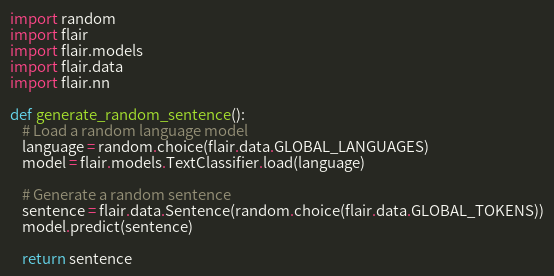 import random
import flair
import flair.models
import flair.data
import flair.nn

def generate_random_sentence():
    # Load a random language model
    language = random.choice(flair.data.GLOBAL_LANGUAGES)
    model = flair.models.TextClassifier.load(language)

    # Generate a random sentence
    sentence = flair.data.Sentence(random.choice(flair.data.GLOBAL_TOKENS))
    model.predict(sentence)

    return sentence